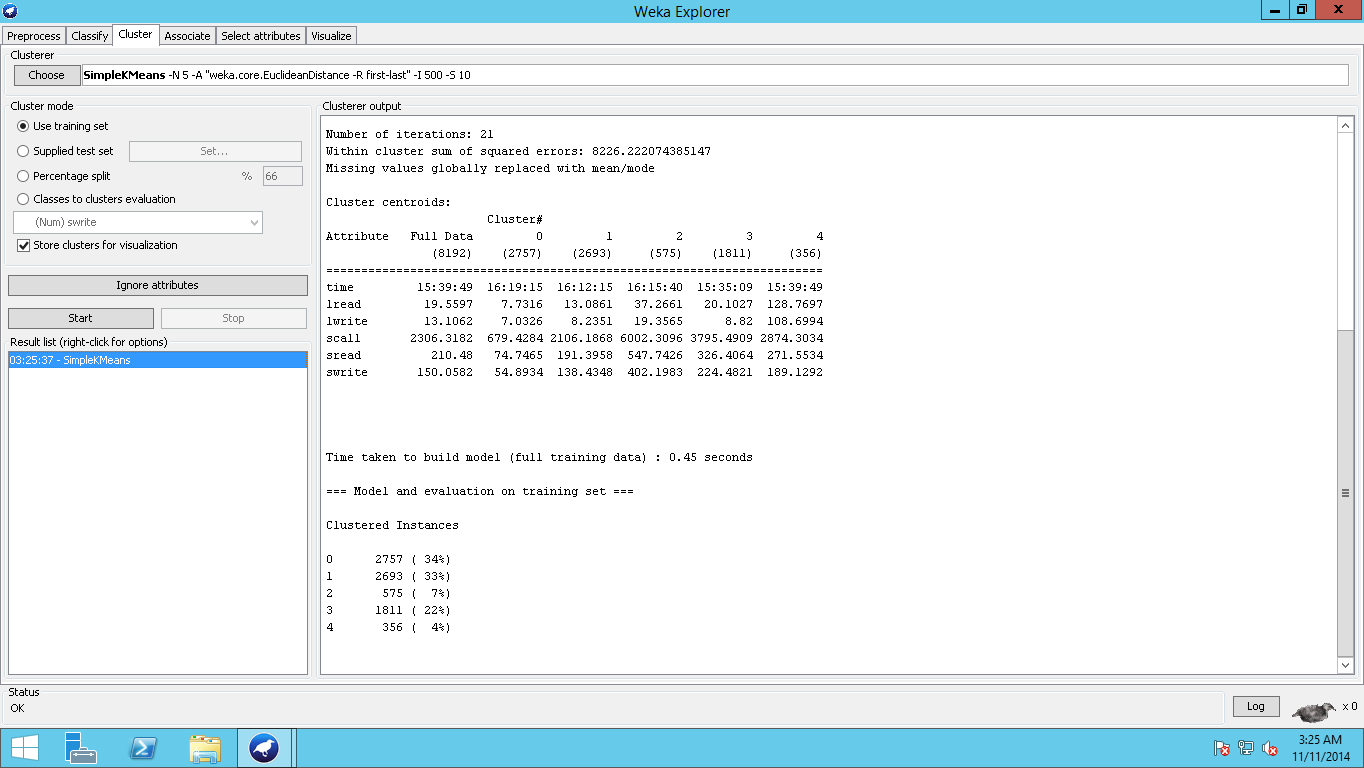 Weka Explorer
Preprocess Classify Cluster Associate Select attributes Visualize
Clusterer
Choose SimpleKMeans -N 5 -A "weka.core.EuclideanDistance -R first-last" -I 500 -S 10
Cluster mode
Use training set
Supplied test set Set...
Percentage split % 66
Classes to clusters evaluation
(Num) swrite
Store clusters for visualization
Ignore attributes
Start Stop
Result list (right-click for options)
03:25:37 - SimpleKMeans
Clusterer output
Number of iterations: 21
Within cluster sum of squared errors: 8226.222074385147
Missing values globally replaced with mean/mode
Cluster centroids:
Cluster#
Attribute Full Data 0 1 2 3 4
(8192) (2757) (2693) (575) (1811) (356)
=======================================================================
time 15:39:49 16:19:15 16:12:15 16:15:40 15:35:09 15:39:49
lread 19.5597 7.7316 13.0861 37.2661 20.1027 128.7697
lwrite 13.1062 7.0326 8.2351 19.3565 8.82 108.6994
scall 2306.3182 679.4284 2106.1868 6002.3096 3795.4909 2874.3034
sread 210.48 74.7465 191.3958 547.7426 326.4064 271.5534
swrite 150.0582 54.8934 138.4348 402.1983 224.4821 189.1292
Time taken to build model (full training data) : 0.45 seconds
=== Model and evaluation on training set ===
Clustered Instances
0 2757 ( 34%)
1 2693 ( 33%)
2 575 ( 7%)
3 1811 ( 22%)
4 356 ( 4%)
Status
OK
Log x 0
3:25 AM
11/11/2014